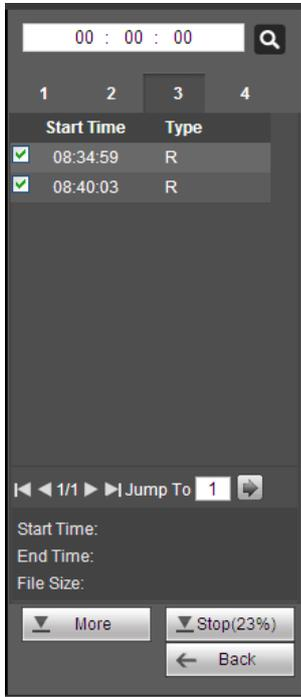 00 : 00 : 00
1 2 3 4
Start Time Type
08:34:59 R
08:40:03 R
1/1 Jump To 1
Start Time:
End Time:
File Size:
More Stop(23%)
Back